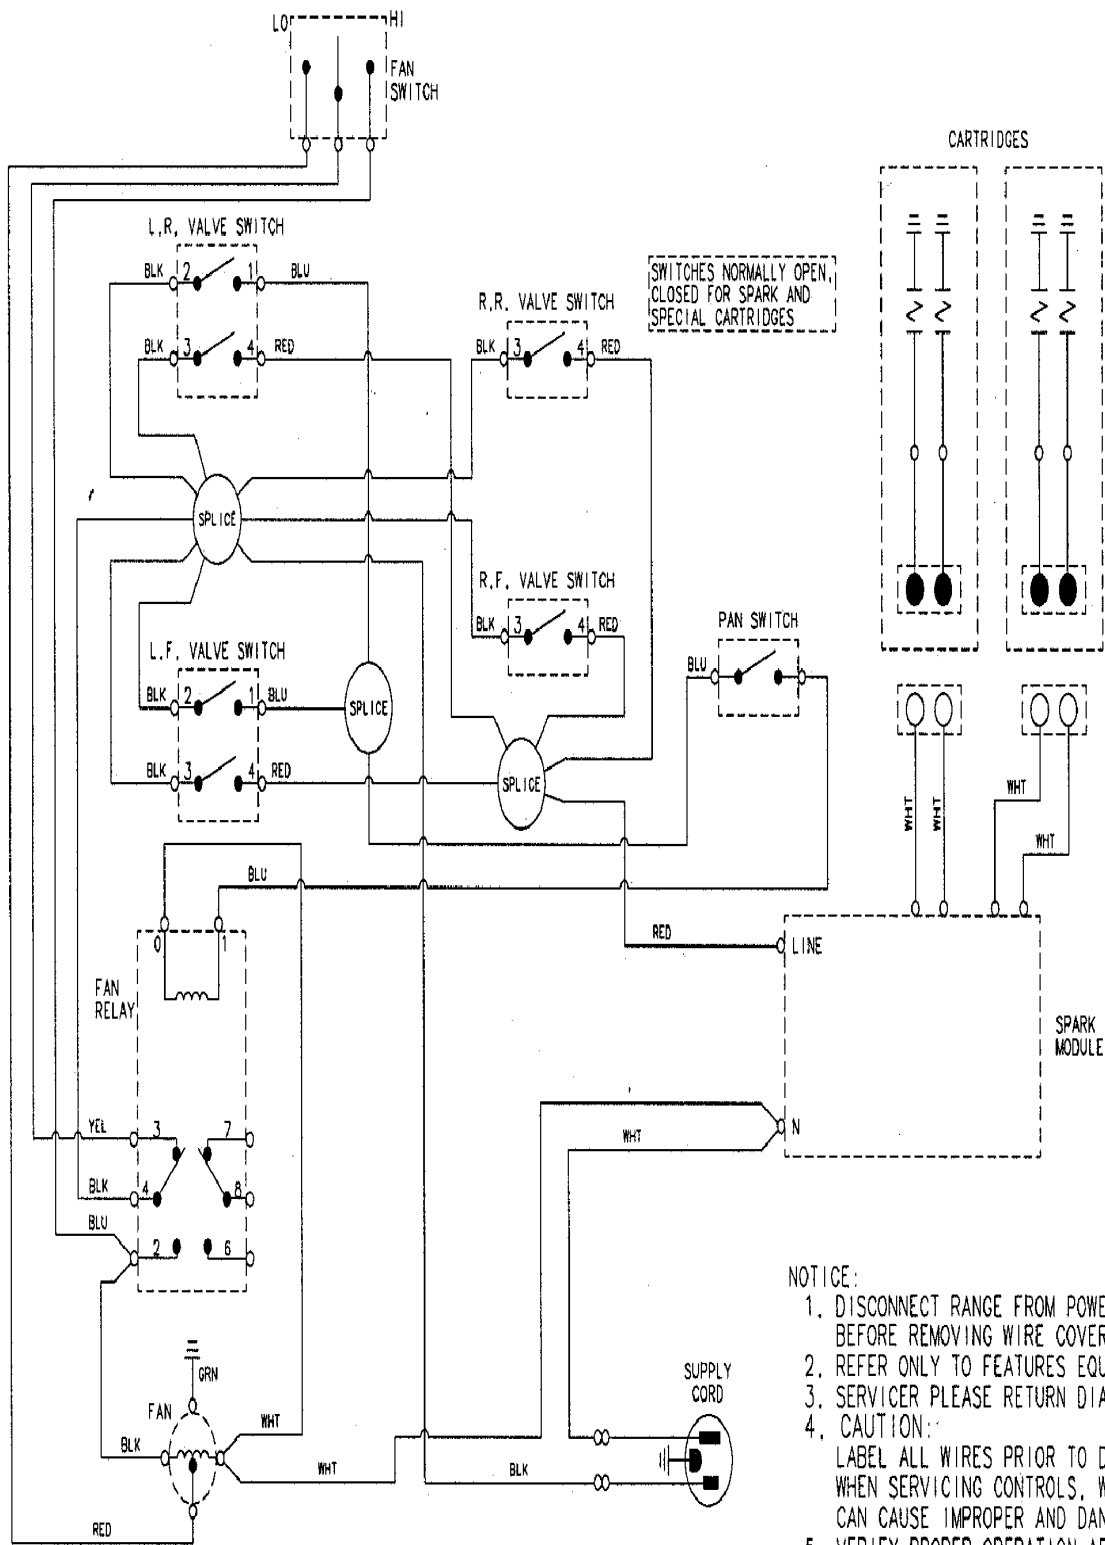 LO HI
FAN
SWITCH
CARTRIDGES
L.R. VALVE SWITCH
BLK 2 1 BLU
BLK 3 4 RED
SWITCHES NORMALLY OPEN,
CLOSED FOR SPARK AND
SPECIAL CARTRIDGES
R.R. VALVE SWITCH
BLK 3 4 RED
SPLICE
R.F. VALVE SWITCH
BLK 3 4 RED
PAN SWITCH
BLU
L.F. VALVE SWITCH
BLK 2 1 BLU
SPLICE
BLK 3 4 RED
SPLICE
WHT WHT WHT
WHT
BLU
RED
LINE
0 1
FAN
RELAY
SPARK
MODULE
YEL 3 7
N
WHT
BLK 4 8
BLU
2 6
GRN
FAN
WHT
BLK
WHT
BLK
RED
SUPPLY
CORD
NOTICE:
1. DISCONNECT RANGE FROM POWE
BEFORE REMOVING WIRE COVER
2. REFER ONLY TO FEATURES EQU
3. SERVICER PLEASE RETURN DIA
4. CAUTION:
LABEL ALL WIRES PRIOR TO D
WHEN SERVICING CONTROLS. W
CAN CAUSE IMPROPER AND DAN
5. VERIFY PROPER OPERATION AF